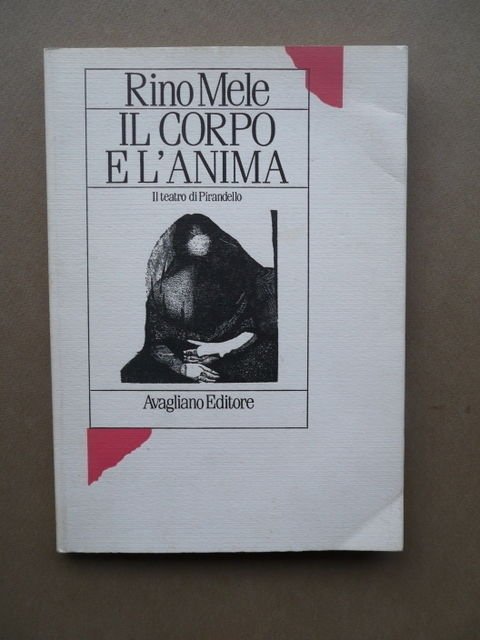 Rino Mele
IL CORPO
E L'ANIMA
Il teatro di Pirandello
Avagliano Editore